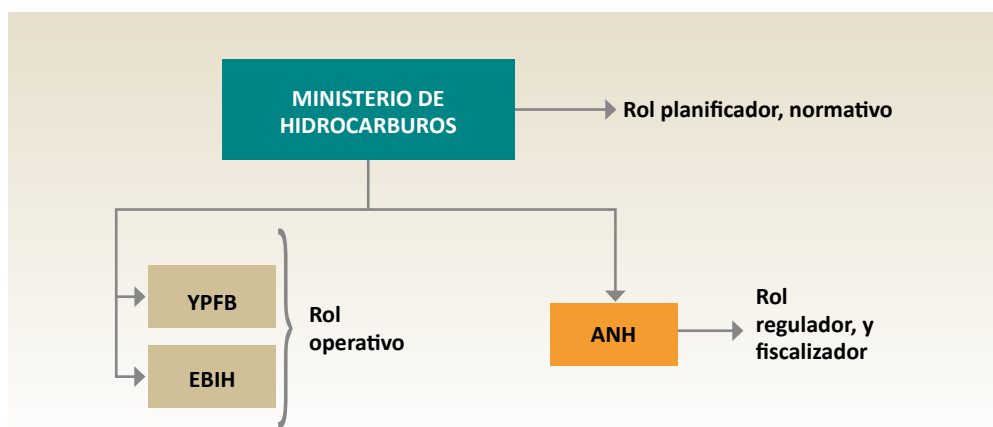 MINISTERIO DE
HIDROCARBUROS
Rol planificador, normativo
YPFB
EBIH
Rol
operativo
ANH
Rol
regulador, y
fiscalizador